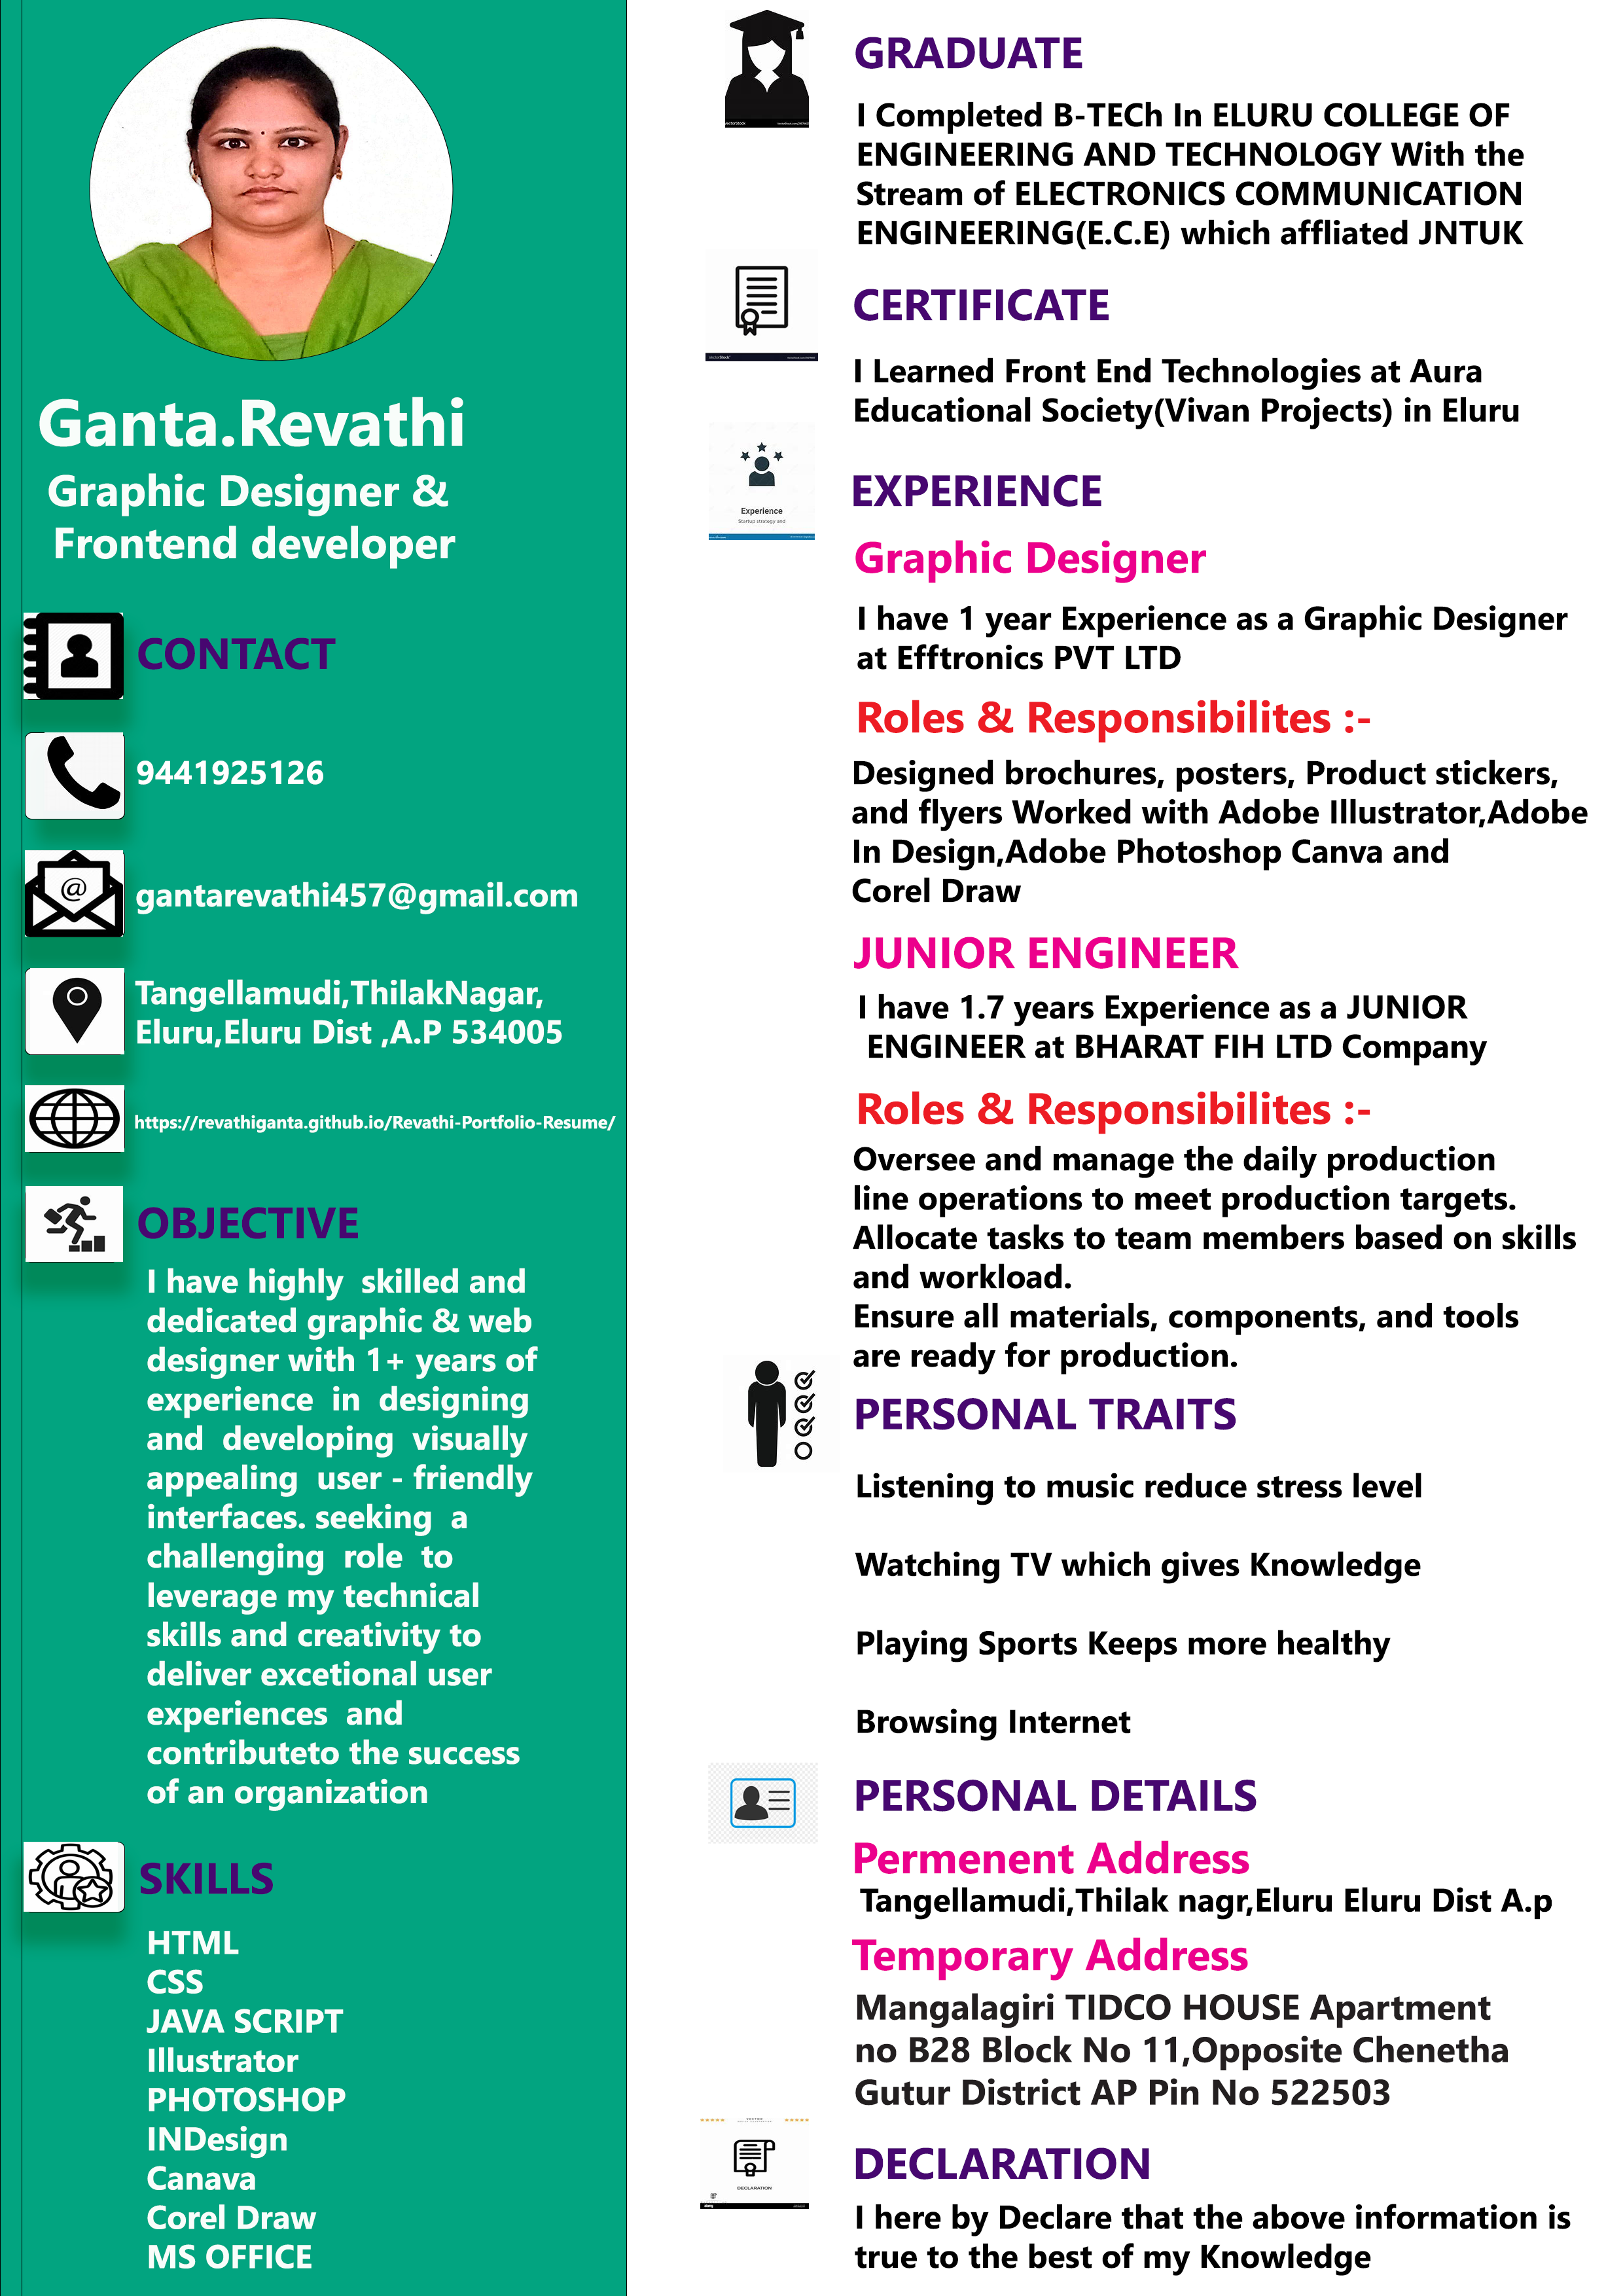 Ganta.Revathi
Graphic Designer &
Frontend developer
CONTACT
9441925126
@
gantarevathi457@gmail.com
Tangellamudi,ThilakNagar,
Eluru,Eluru Dist ,A.P 534005
https://revathiganta.github.io/Revathi-Portfolio-Resume/
OBJECTIVE
I have highly skilled and
dedicated graphic & web
designer with 1+ years of
experience in designing
and developing visually
appealing user - friendly
interfaces. seeking a
challenging role to
leverage my technical
skills and creativity to
deliver excetional user
experiences and
contributeto the success
of an organization
SKILLS
HTML
CSS
JAVA SCRIPT
Illustrator
PHOTOSHOP
INDesign
Canava
Corel Draw
MS OFFICE
VectorStock
GRADUATE
I Completed B-TECh In ELURU COLLEGE OF
ENGINEERING AND TECHNOLOGY With the
Stream of ELECTRONICS COMMUNICATION
ENGINEERING(E.C.E) which affliated JNTUK
VectorStock
CERTIFICATE
I Learned Front End Technologies at Aura
Educational Society(Vivan Projects) in Eluru
Experience
Startup strategy and
EXPERIENCE
Graphic Designer
I have 1 year Experience as a Graphic Designer
at Efftronics PVT LTD
Roles & Responsibilites :-
Designed brochures, posters, Product stickers,
and flyers Worked with Adobe Illustrator,Adobe
In Design,Adobe Photoshop Canva and
Corel Draw
JUNIOR ENGINEER
I have 1.7 years Experience as a JUNIOR
ENGINEER at BHARAT FIH LTD Company
Roles & Responsibilites :-
Oversee and manage the daily production
line operations to meet production targets.
Allocate tasks to team members based on skills
and workload.
Ensure all materials, components, and tools
are ready for production.
PERSONAL TRAITS
Listening to music reduce stress level
Watching TV which gives Knowledge
Playing Sports Keeps more healthy
Browsing Internet
PERSONAL DETAILS
Permenent Address
Tangellamudi,Thilak nagr,Eluru Eluru Dist A.p
Temporary Address
Mangalagiri TIDCO HOUSE Apartment
no B28 Block No 11,Opposite Chenetha
Gutur District AP Pin No 522503
DECLARATION
DECLARATION
I here by Declare that the above information is
true to the best of my Knowledge